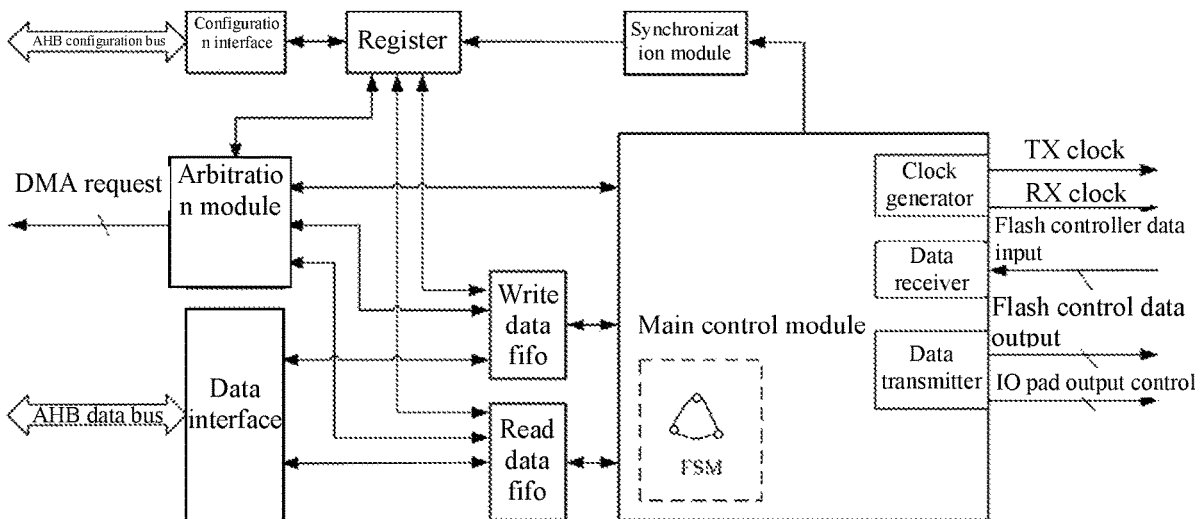 AHB configuration bus
Configuratio
n interface
Register
Synchronizat
ion module
DMA request
Arbitratio
n module
Clock
generator
TX clock
RX clock
Flash controller data
input
Data
receiver
Flash control data
output
Write
data
fifo
Main control module
Data
transmitter
IO pad output control
AHB data bus
Data
interface
Read
data
fifo
FSM